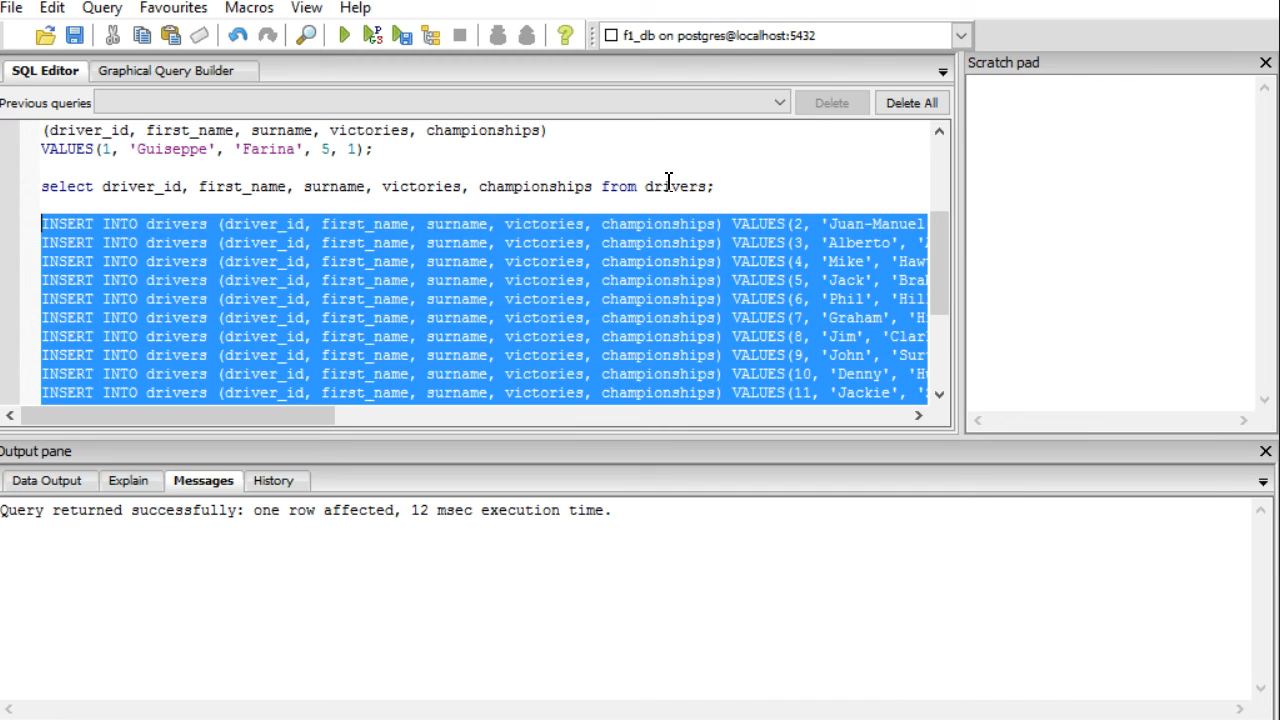 File Edit Query Favourites Macros View Help
f1_db on postgres@localhost:5432
SQL Editor Graphical Query Builder
Scratch pad
Previous queries Delete Delete All
(driver_id, first_name, surname, victories, championships)
VALUES(1, 'Guiseppe', 'Farina', 5, 1);
select driver_id, first_name, surname, victories, championships from drivers;
INSERT INTO drivers (driver_id, first_name, surname, victories, championships) VALUES(2, 'Juan-Manuel
INSERT INTO drivers (driver_id, first_name, surname, victories, championships) VALUES(3, 'Alberto', '
INSERT INTO drivers (driver_id, first_name, surname, victories, championships) VALUES(4, 'Mike', 'Haw
INSERT INTO drivers (driver_id, first_name, surname, victories, championships) VALUES(5, 'Jack', 'Bra
INSERT INTO drivers (driver_id, first_name, surname, victories, championships) VALUES(6, 'Phil', 'Hill
INSERT INTO drivers (driver_id, first_name, surname, victories, championships) VALUES(7, 'Graham', 'H
INSERT INTO drivers (driver_id, first_name, surname, victories, championships) VALUES(8, 'Jim', 'Clar
INSERT INTO drivers (driver_id, first_name, surname, victories, championships) VALUES(9, 'John', 'Sur
INSERT INTO drivers (driver_id, first_name, surname, victories, championships) VALUES(10, 'Denny', 'H
INSERT INTO drivers (driver_id, first_name, surname, victories, championships) VALUES(11, 'Jackie', '
Output pane
Data Output Explain Messages History
Query returned successfully: one row affected, 12 msec execution time.